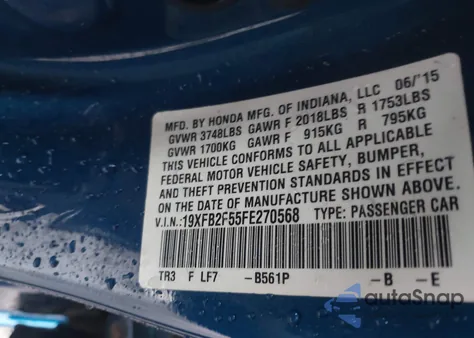 MFD. BY HONDA MFG. OF INDIANA, LLC 06/'15
GVWR 3748LBS GAWR F 2018LBS R 1753LBS
GVWR 1700KG GAWR F 915KG R 795KG
THIS VEHICLE CONFORMS TO ALL APPLICABLE
FEDERAL MOTOR VEHICLE SAFETY, BUMPER,
AND THEFT PREVENTION STANDARDS IN EFFECT
ON THE DATE OF MANUFACTURE SHOWN ABOVE.
V.I.N.:19XFB2F55FE270568 TYPE: PASSENGER CAR
TR3 F LF7 -B561P -B -E
autoSnap